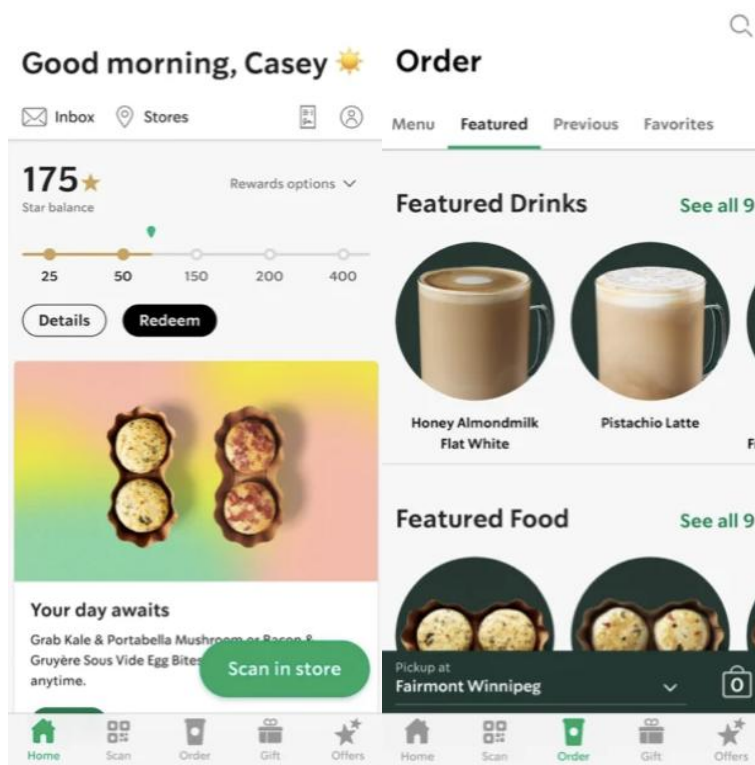 Good morning, Casey
Inbox
Stores
175
Star balance
Rewards options
25 50 150 200 400
Details
Redeem
Your day awaits
Grab Kale & Portabella Mushroom or Bacon &
Gruyère Sous Vide Egg Bites
anytime.
Scan in store
Home Scan Order Gift Offers
Order
Menu Featured Previous Favorites
Featured Drinks See all 9
Honey Almondmilk
Flat White
Pistachio Latte
Featured Food See all 9
Pickup at
Fairmont Winnipeg
0
Home Scan Order Gift Offers